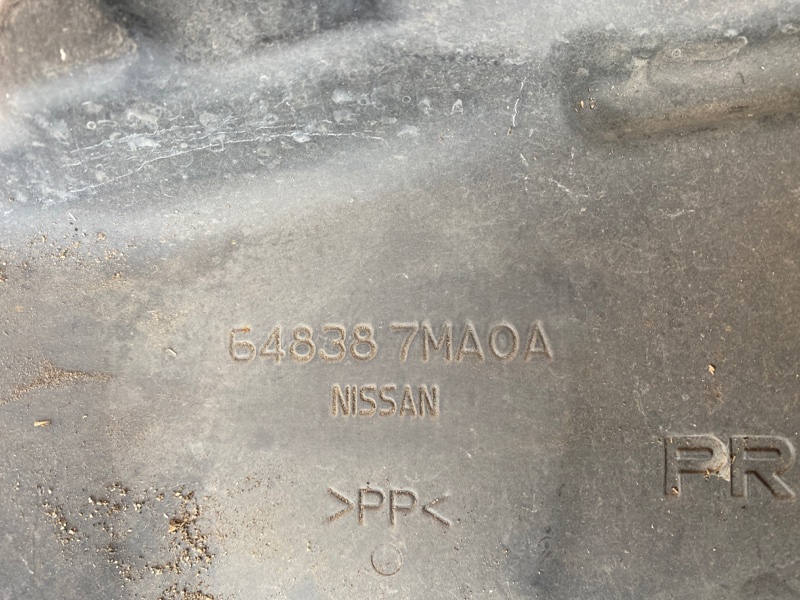 64838 7MA0A
NISSAN
PR
>PP<